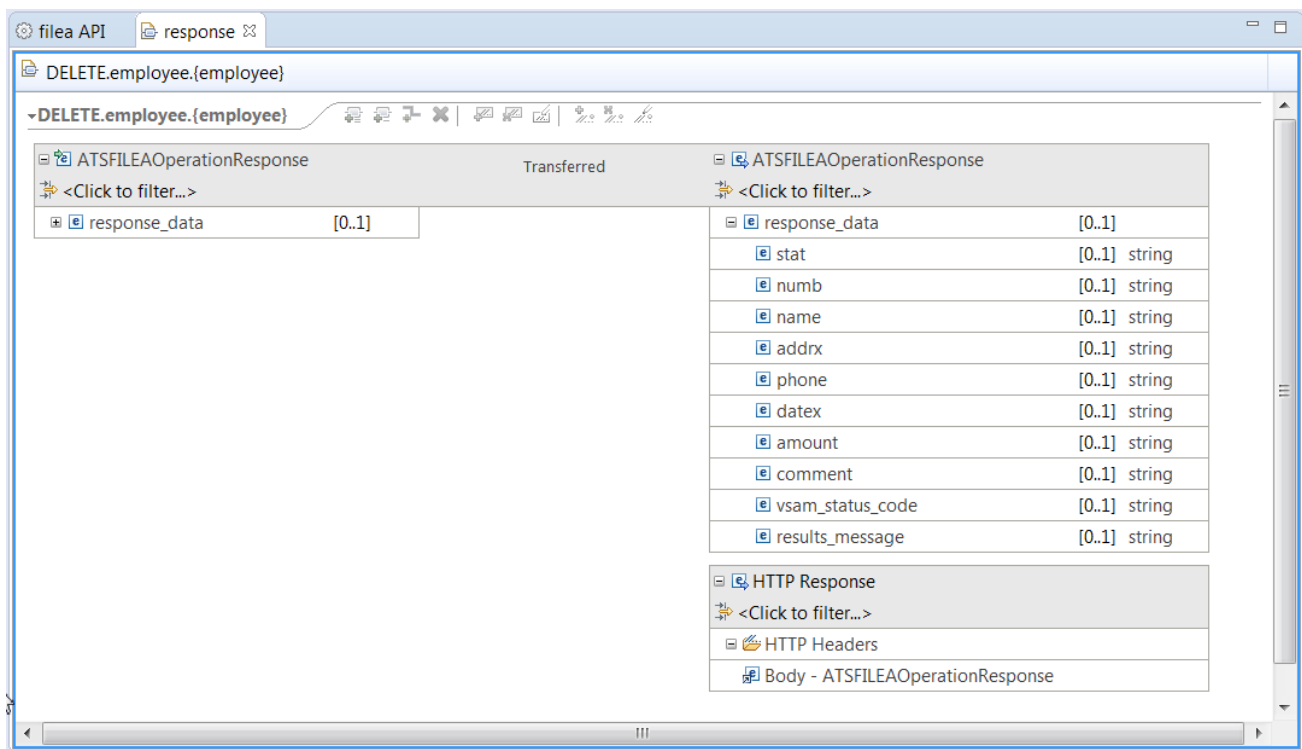 filea API response
DELETE.employee.{employee}
DELETE.employee.{employee}
ATSFILEAOperationResponse Transferred ATSFILEAOperationResponse
<Click to filter...> <Click to filter...>
response_data [0..1] response_data [0..1]
stat [0..1] string
numb [0..1] string
name [0..1] string
addrx [0..1] string
phone [0..1] string
datex [0..1] string
amount [0..1] string
comment [0..1] string
vsam_status_code [0..1] string
results_message [0..1] string
HTTP Response
<Click to filter...>
HTTP Headers
Body - ATSFILEAOperationResponse